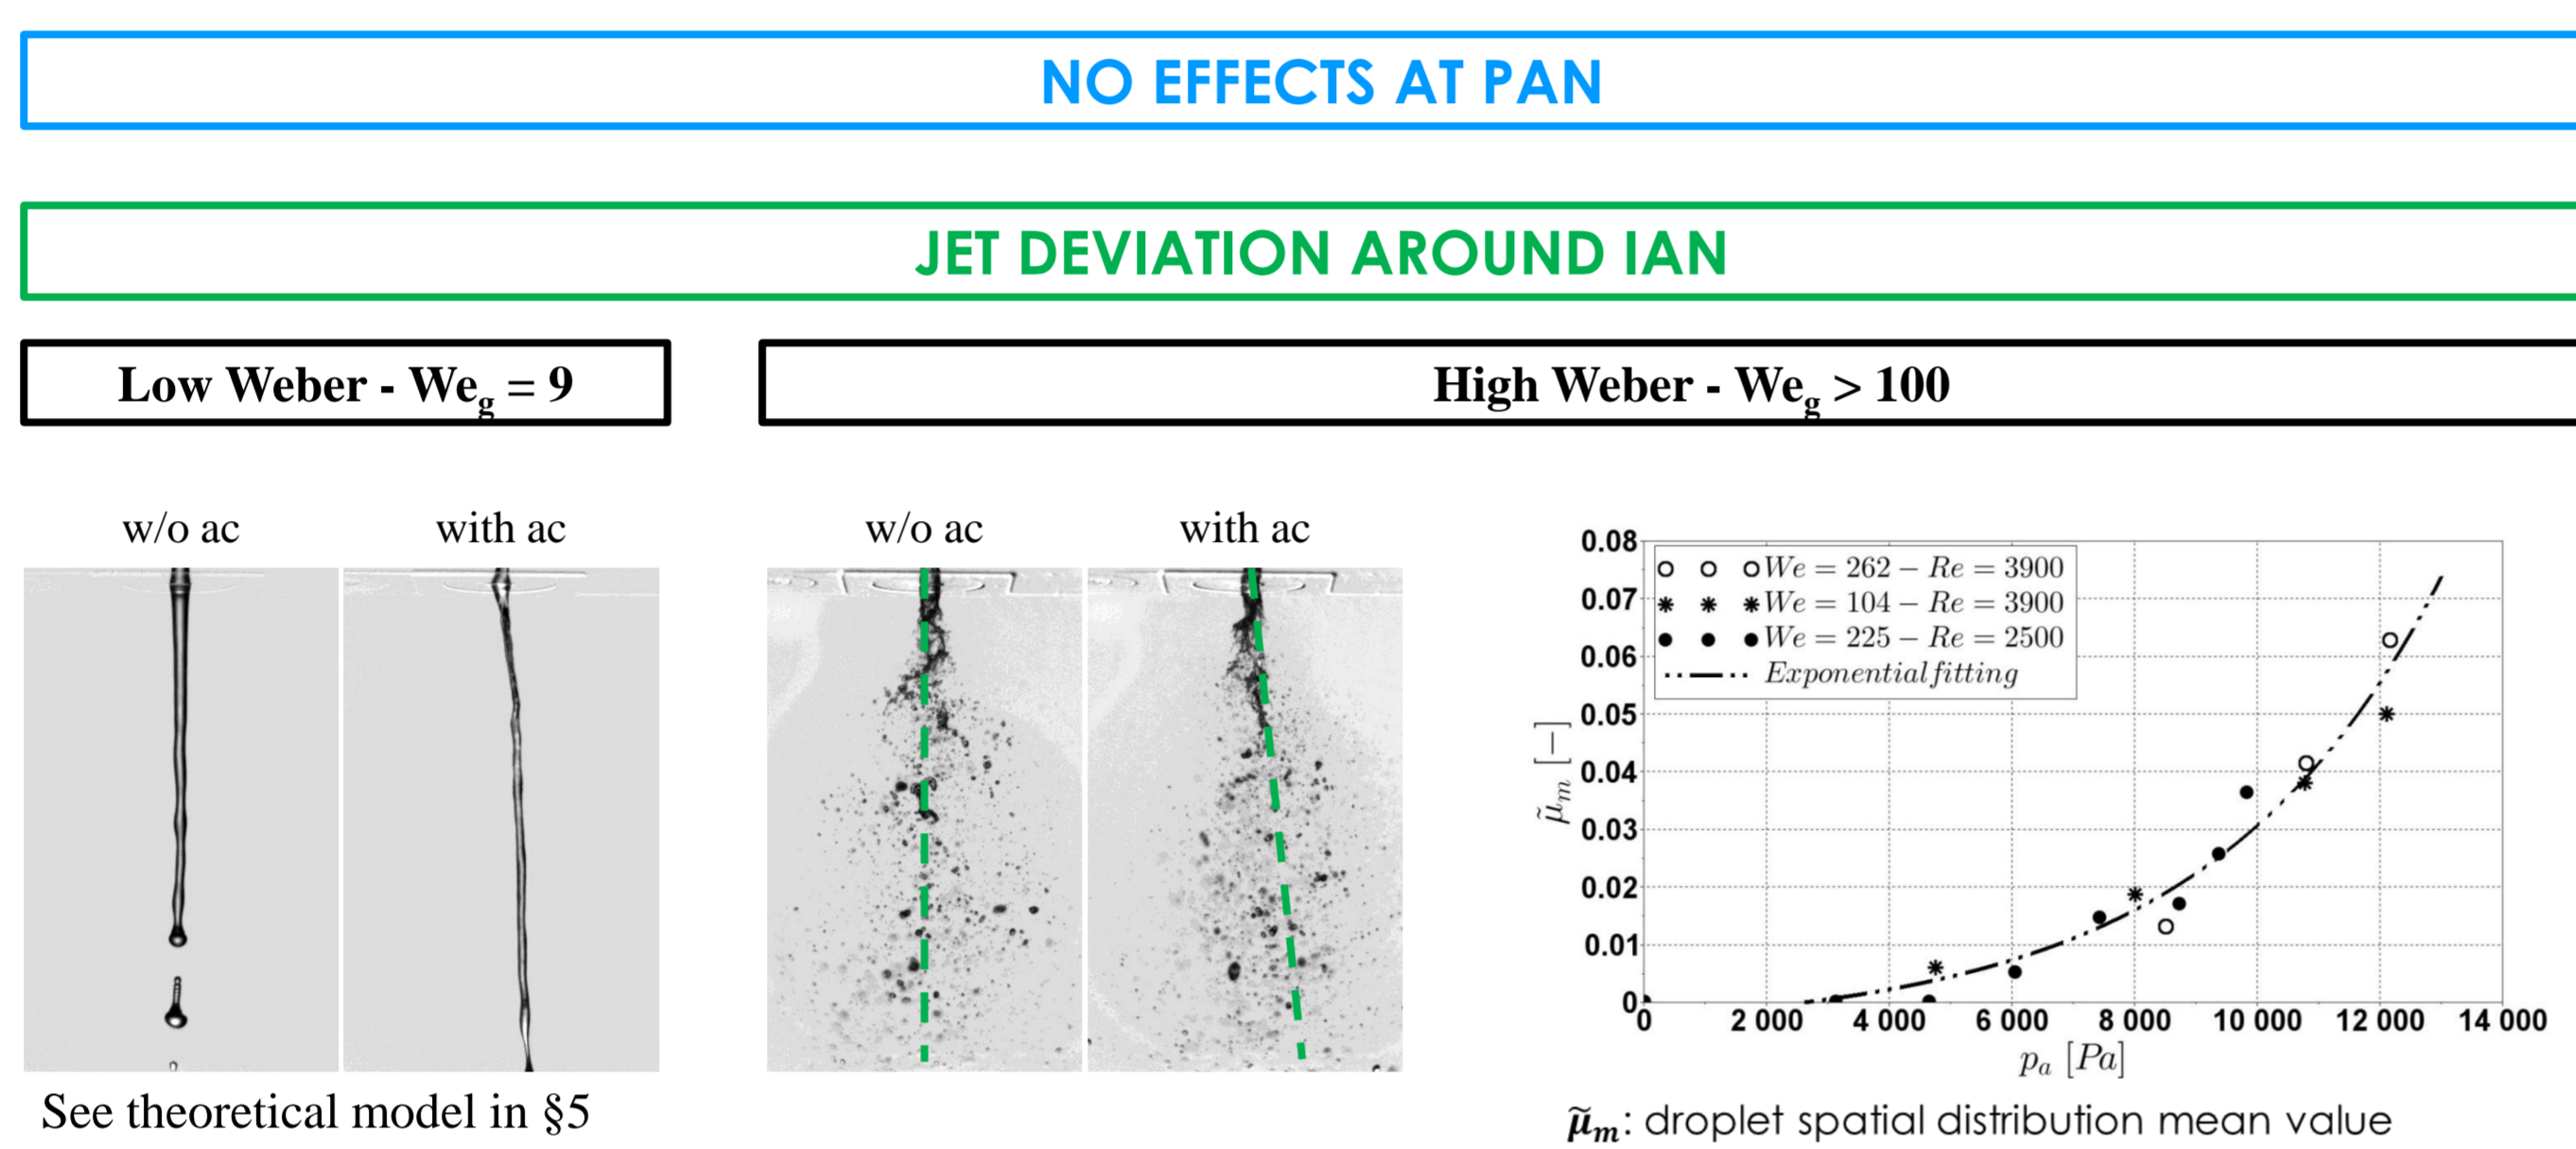 NO EFFECTS AT PAN
JET DEVIATION AROUND IAN
Low Weber - We_g = 9
High Weber - We_g > 100
w/o ac
with ac
w/o ac
with ac
See theoretical model in §5
0.08
0.07
0.06
0.05
0.04
0.03
0.02
0.01
0
We = 262 – Re = 3900
We = 104 – Re = 3900
We = 225 – Re = 2500
Exponentialfitting
μ̃_m [−]
0 2 000 4 000 6 000 8 000 10 000 12 000 14 000
p_a [Pa]
μ̃_m: droplet spatial distribution mean value